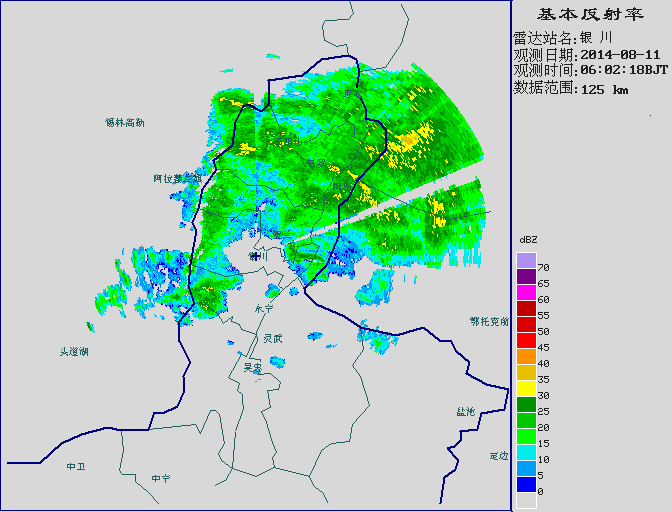 基本反射率
雷达站名:银 川
观测日期:2014-08-11
观测时间:06:02:18BJT
数据范围:125 km
锡林高勒
阿拉善左旗
银川
永宁
灵武
吴忠
头道湖
鄂托克前
盐池
定边
中卫
中宁
dBZ
70
65
60
55
50
45
40
35
30
25
20
15
10
5
0